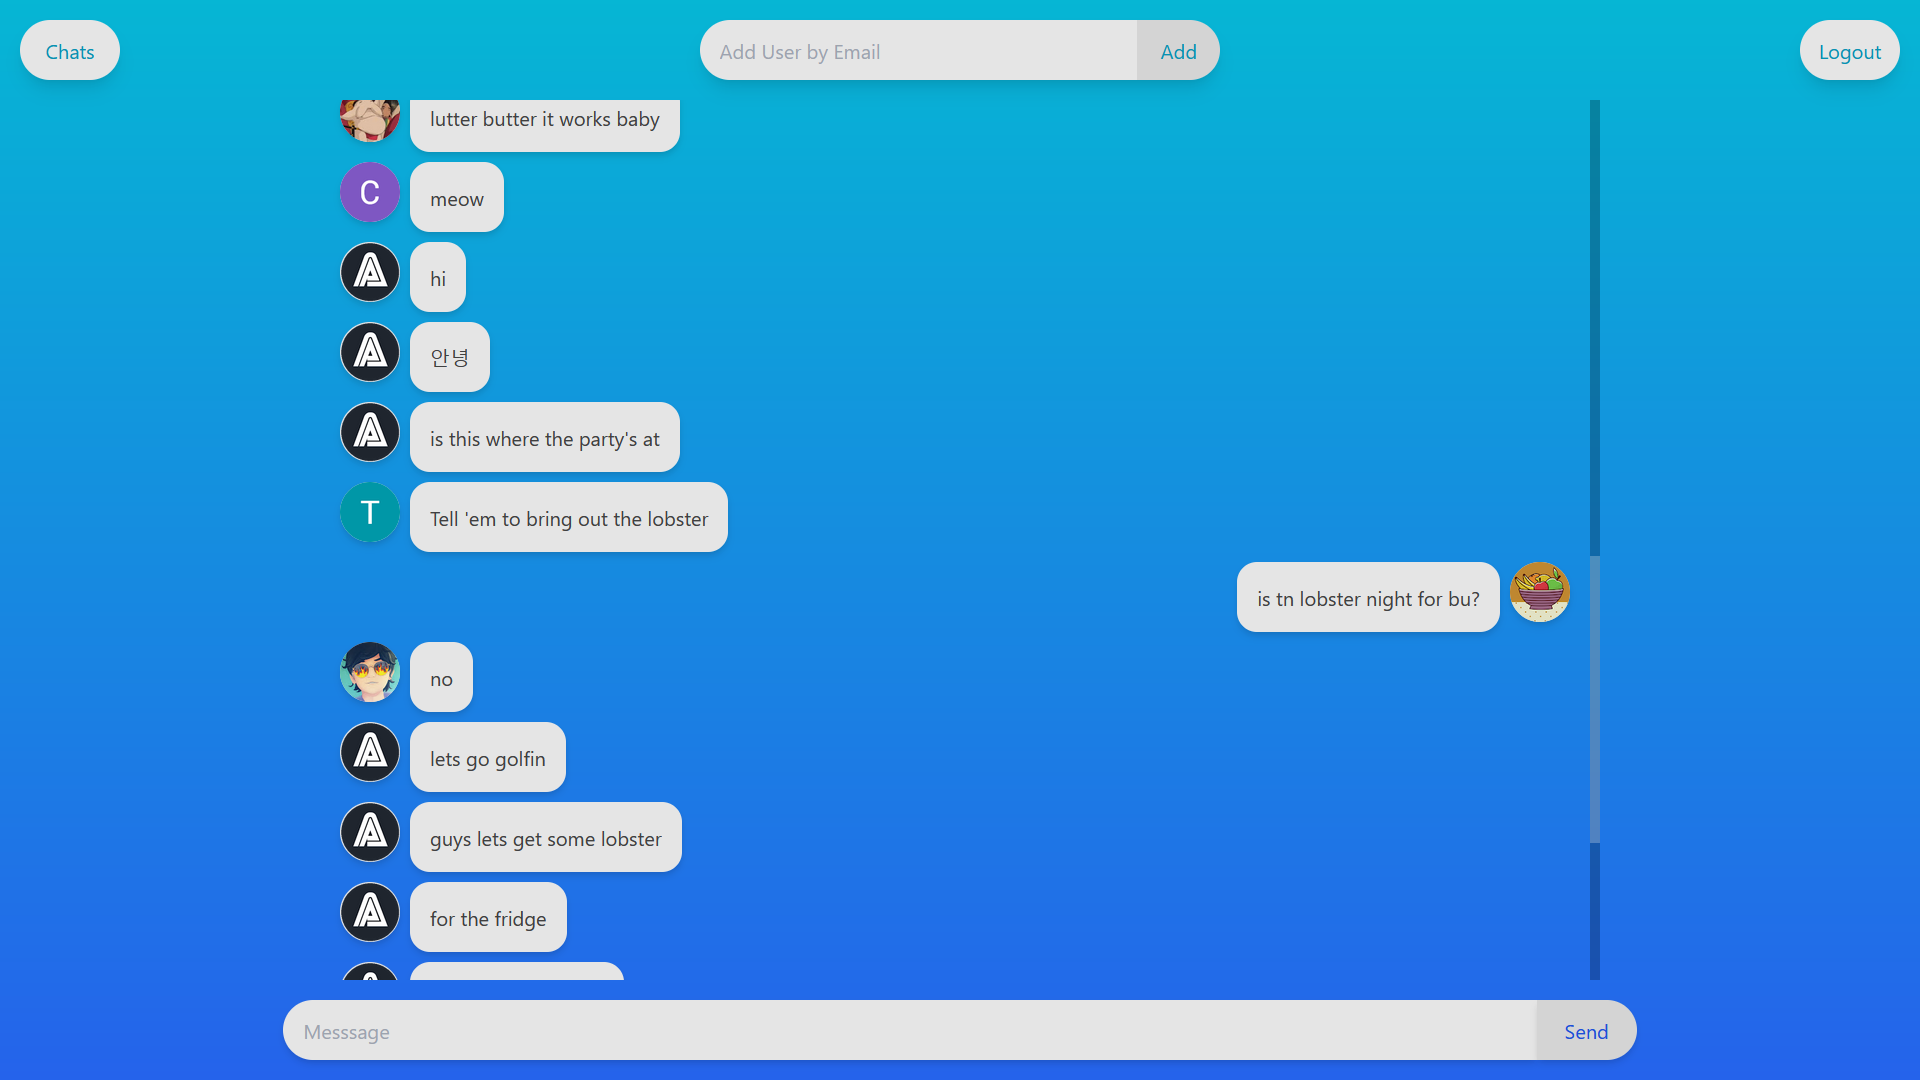 Chats
Add User by Email
Add
Logout
lutter butter it works baby
C
meow
hi
안녕
is this where the party's at
T
Tell 'em to bring out the lobster
is tn lobster night for bu?
no
lets go golfin
guys lets get some lobster
for the fridge
Messsage
Send